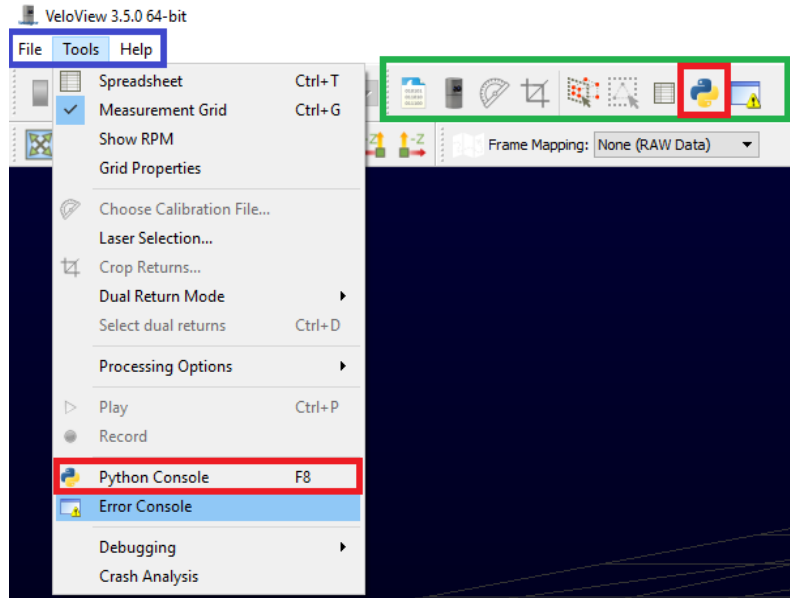 VeloView 3.5.0 64-bit
File Tools Help
Spreadsheet Ctrl+T
Measurement Grid Ctrl+G
Show RPM
Grid Properties
-Z
Frame Mapping: None (RAW Data)
Choose Calibration File...
Laser Selection...
Crop Returns...
Dual Return Mode
Select dual returns Ctrl+D
Processing Options
Play Ctrl+P
Record
Python Console F8
Error Console
Debugging
Crash Analysis